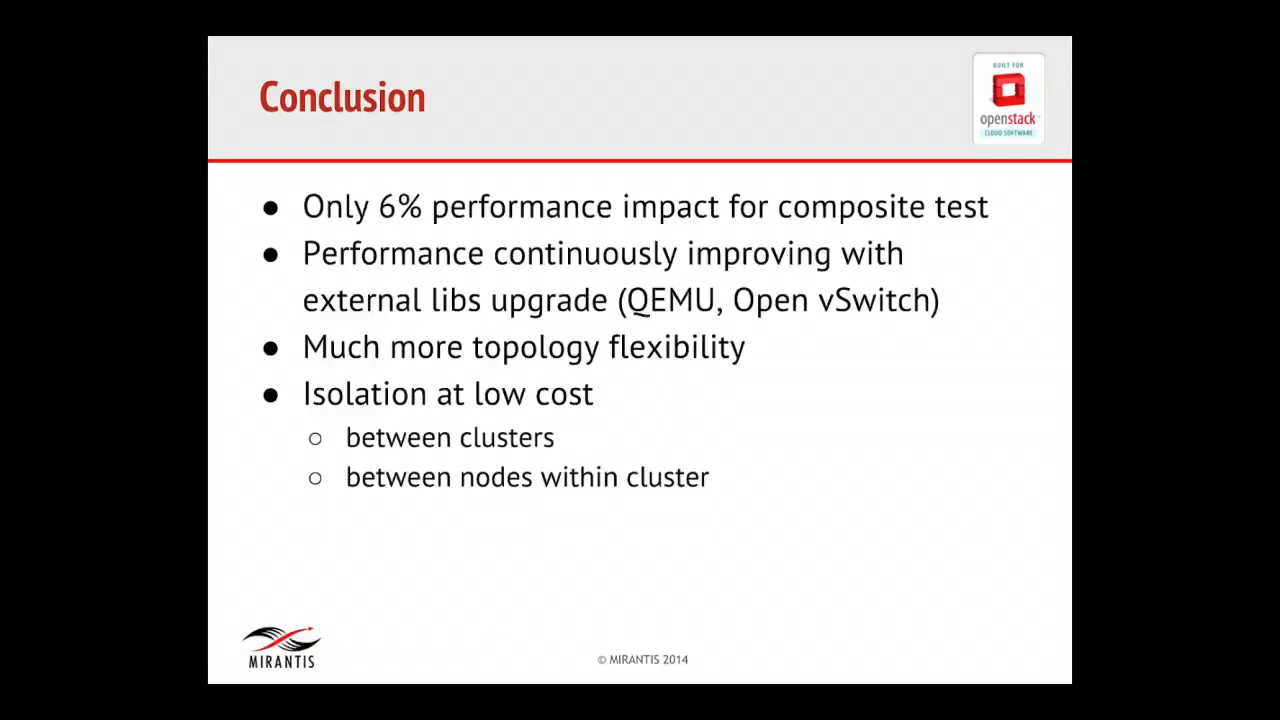 Conclusion
BUILT FOR
openstack
CLOUD SOFTWARE
● Only 6% performance impact for composite test
● Performance continuously improving with
external libs upgrade (QEMU, Open vSwitch)
● Much more topology flexibility
● Isolation at low cost
○ between clusters
○ between nodes within cluster
MIRANTIS
© MIRANTIS 2014